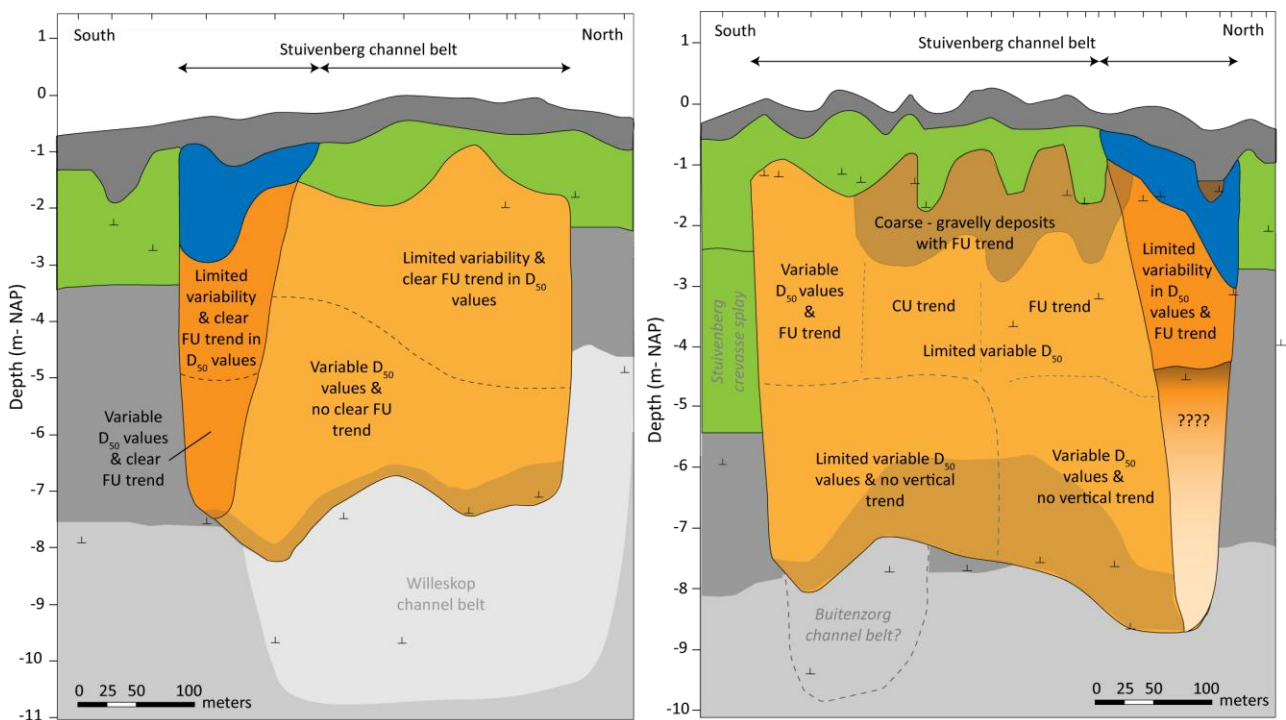 South
North
Stuivenberg channel belt
1
0
-1
-2
-3
-4
-5
-6
-7
-8
-9
-10
-11
Depth (m- NAP)
Limited
variability
& clear
FU trend in
D50 values
Limited variability &
clear FU trend in D50
values
Variable D50
values &
no clear FU
trend
Variable
D50 values
& clear
FU trend
Willeskop
channel belt
0 25 50 100
meters
South
North
Stuivenberg channel belt
1
0
-1
-2
-3
-4
-5
-6
-7
-8
-9
-10
Depth (m- NAP)
Coarse - gravelly deposits
with FU trend
Variable
D50 values
&
FU trend
CU trend
FU trend
Limited variable D50
Limited
variability
in D50
values &
FU trend
Stuivenberg
crevasse splay
????
Limited variable D50
values & no vertical
trend
Variable D50
values &
no vertical trend
Buitenzorg
channel belt?
0 25 50 100
meters